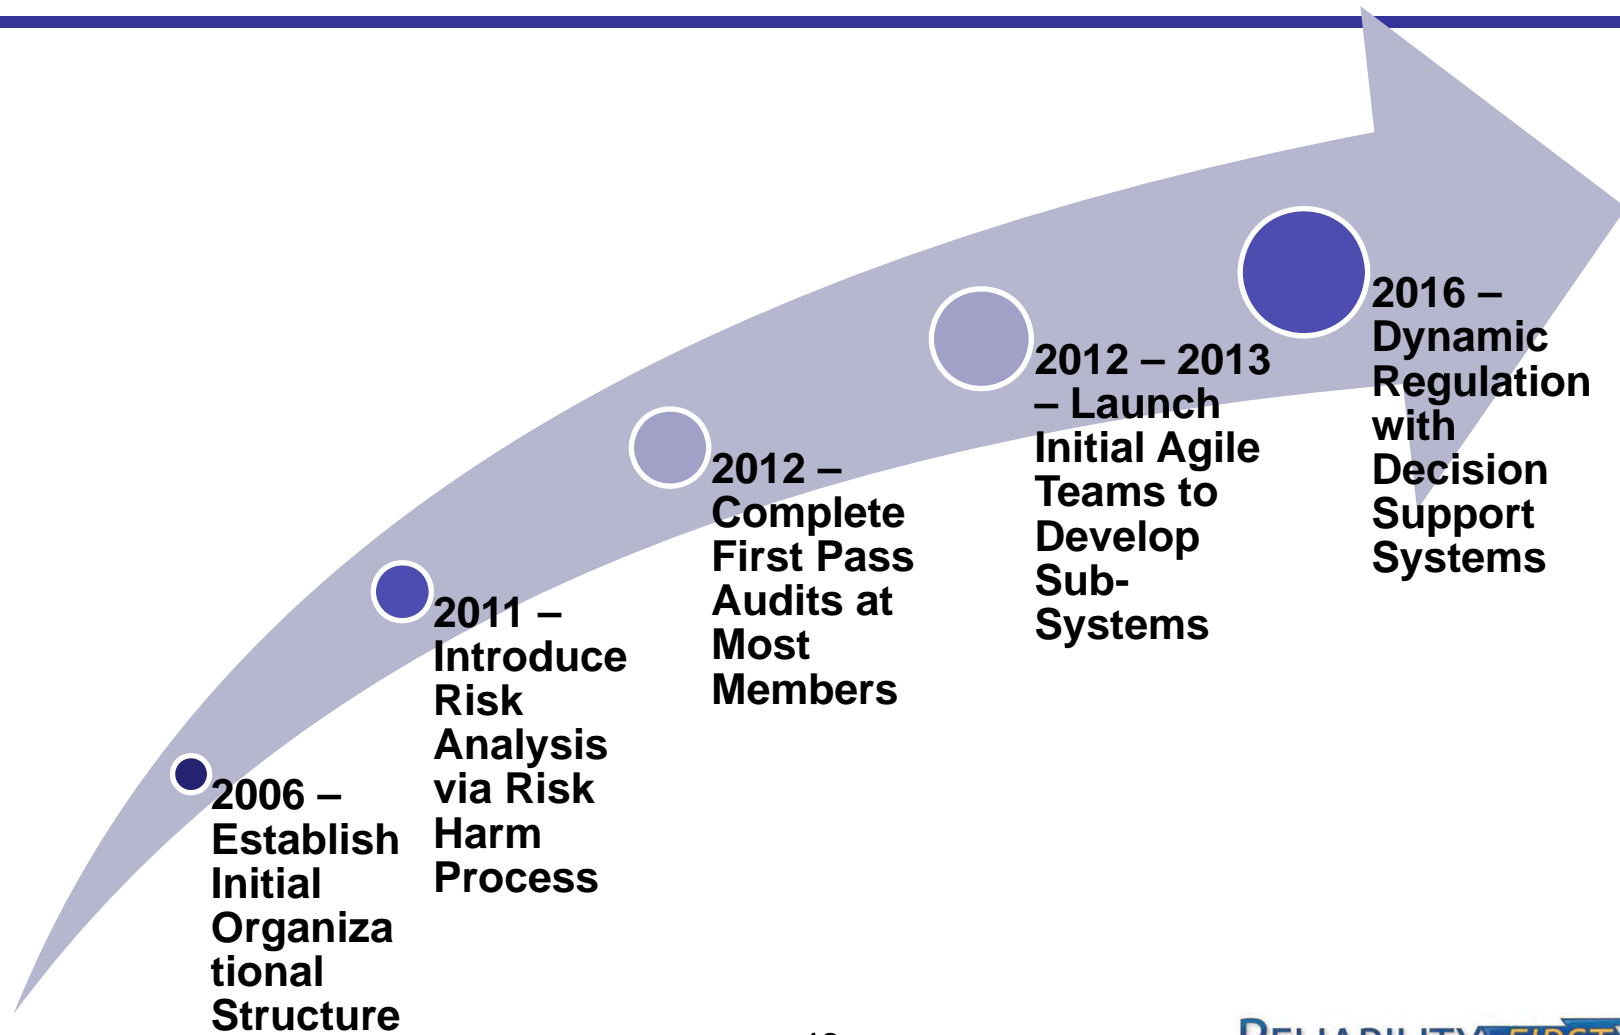 2006 –
Establish
Initial
Organiza
tional
Structure
2011 –
Introduce
Risk
Analysis
via Risk
Harm
Process
2012 –
Complete
First Pass
Audits at
Most
Members
2012 – 2013
– Launch
Initial Agile
Teams to
Develop
Sub-
Systems
2016 –
Dynamic
Regulation
with
Decision
Support
Systems
RELIABILITY FIRST